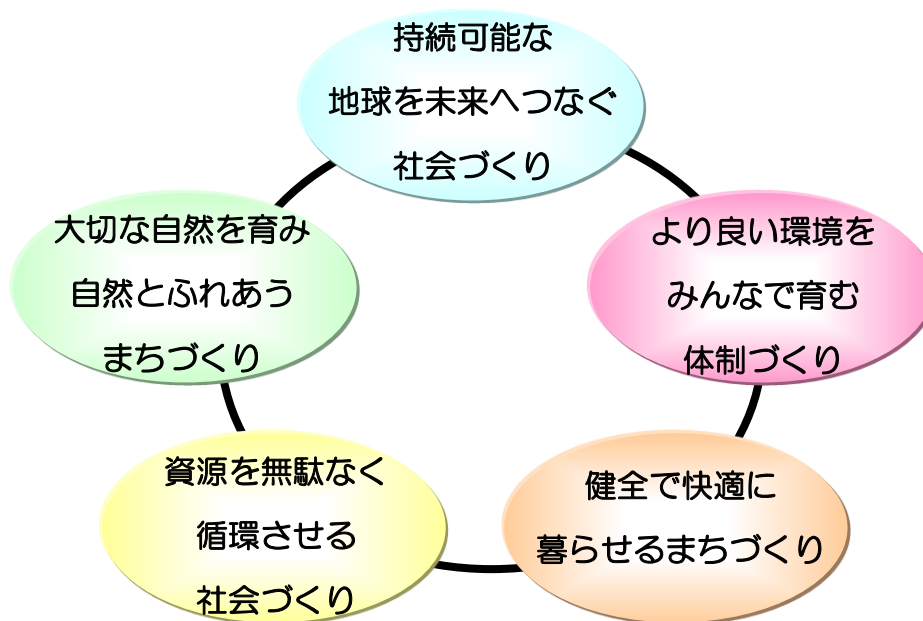 持続可能な
地球を未来へつなぐ
社会づくり
大切な自然を育み
自然とふれあう
まちづくり
より良い環境を
みんなで育む
体制づくり
資源を無駄なく
循環させる
社会づくり
健全で快適に
暮らせるまちづくり